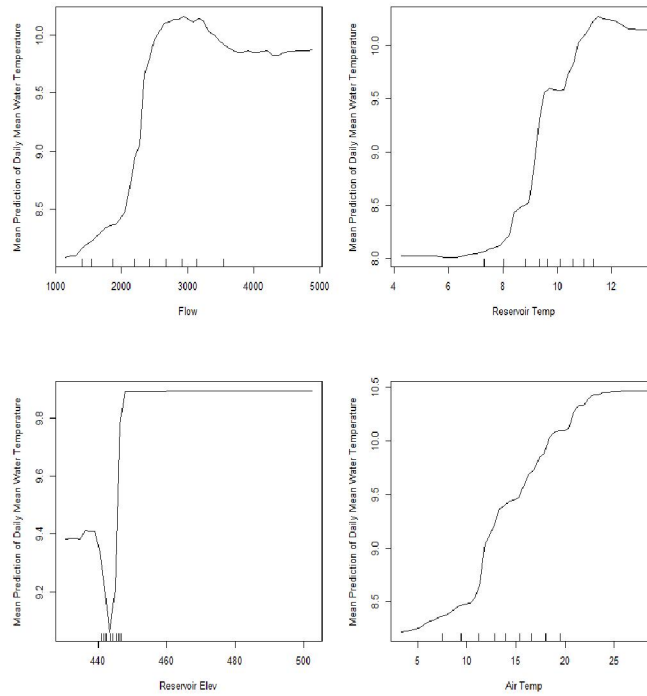 Mean Prediction of Daily Mean Water Temperature
10.0
9.5
9.0
8.5
1000 2000 3000 4000 5000
Flow
Mean Prediction of Daily Mean Water Temperature
10.0
9.5
9.0
8.5
8.0
4 6 8 10 12
Reservoir Temp
Mean Prediction of Daily Mean Water Temperature
9.8
9.6
9.4
9.2
440 460 480 500
Reservoir Elev
Mean Prediction of Daily Mean Water Temperature
10.5
10.0
9.5
9.0
8.5
5 10 15 20 25
Air Temp